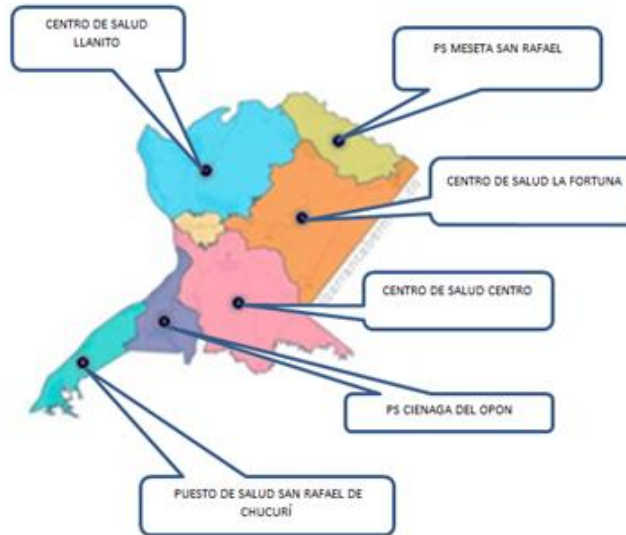 CENTRO DE SALUD
LLANITO
PS MESETA SAN RAFAEL
CENTRO DE SALUD LA FORTUNA
CENTRO DE SALUD CENTRO
PS CIENAGA DEL OPON
PUESTO DE SALUD SAN RAFAEL DE
CHUCURÍ